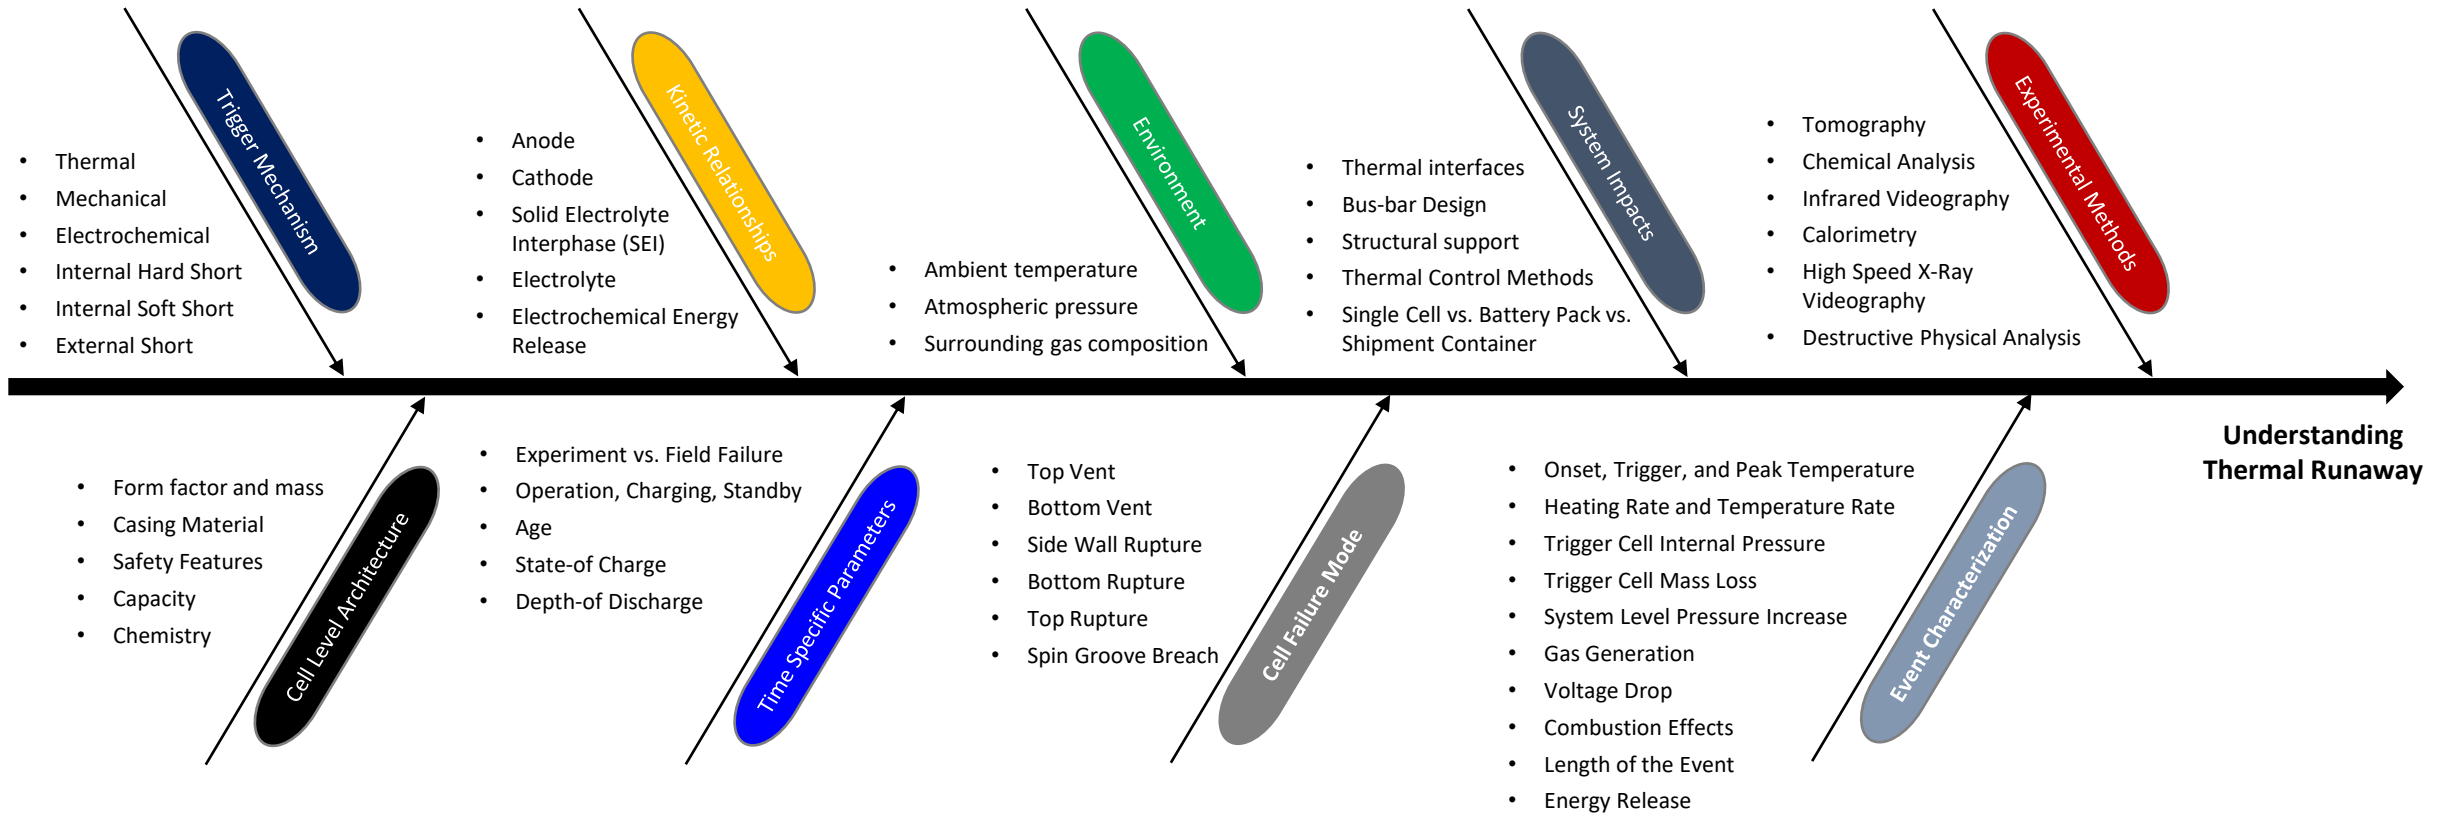 Trigger Mechanism
• Thermal
• Mechanical
• Electrochemical
• Internal Hard Short
• Internal Soft Short
• External Short
Kinetic Relationships
• Anode
• Cathode
• Solid Electrolyte
Interphase (SEI)
• Electrolyte
• Electrochemical Energy
Release
Environment
• Ambient temperature
• Atmospheric pressure
• Surrounding gas composition
System Impacts
• Thermal interfaces
• Bus-bar Design
• Structural support
• Thermal Control Methods
• Single Cell vs. Battery Pack vs.
Shipment Container
Experimental Methods
• Tomography
• Chemical Analysis
• Infrared Videography
• Calorimetry
• High Speed X-Ray
Videography
• Destructive Physical Analysis
Understanding
Thermal Runaway
Cell Level Architecture
• Form factor and mass
• Casing Material
• Safety Features
• Capacity
• Chemistry
Time Specific Parameters
• Experiment vs. Field Failure
• Operation, Charging, Standby
• Age
• State-of Charge
• Depth-of Discharge
Cell Failure Mode
• Top Vent
• Bottom Vent
• Side Wall Rupture
• Bottom Rupture
• Top Rupture
• Spin Groove Breach
Event Characterization
• Onset, Trigger, and Peak Temperature
• Heating Rate and Temperature Rate
• Trigger Cell Internal Pressure
• Trigger Cell Mass Loss
• System Level Pressure Increase
• Gas Generation
• Voltage Drop
• Combustion Effects
• Length of the Event
• Energy Release